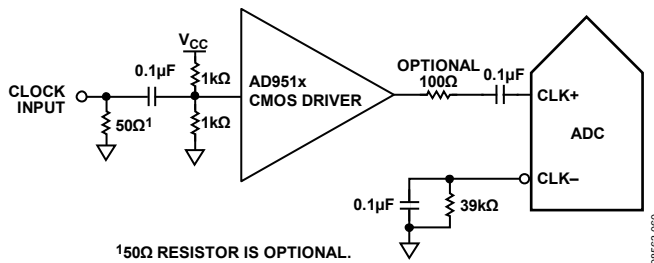 V_CC
OPTIONAL
0.1µF
1kΩ
AD951x
CMOS DRIVER
100Ω
0.1µF
CLOCK
INPUT
CLK+
50Ω¹
1kΩ
ADC
CLK–
0.1µF
39kΩ
¹50Ω RESISTOR IS OPTIONAL.